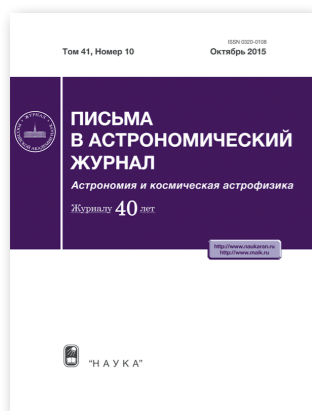 ISSN 0320-0108
Том 41, Номер 10
Октябрь 2015
ПИСЬМА
В АСТРОНОМИЧЕСКИЙ
ЖУРНАЛ
Астрономия и космическая астрофизика
Журналу 40 лет
http://www.naukaran.ru
http://www.maik.ru
"НАУКА"